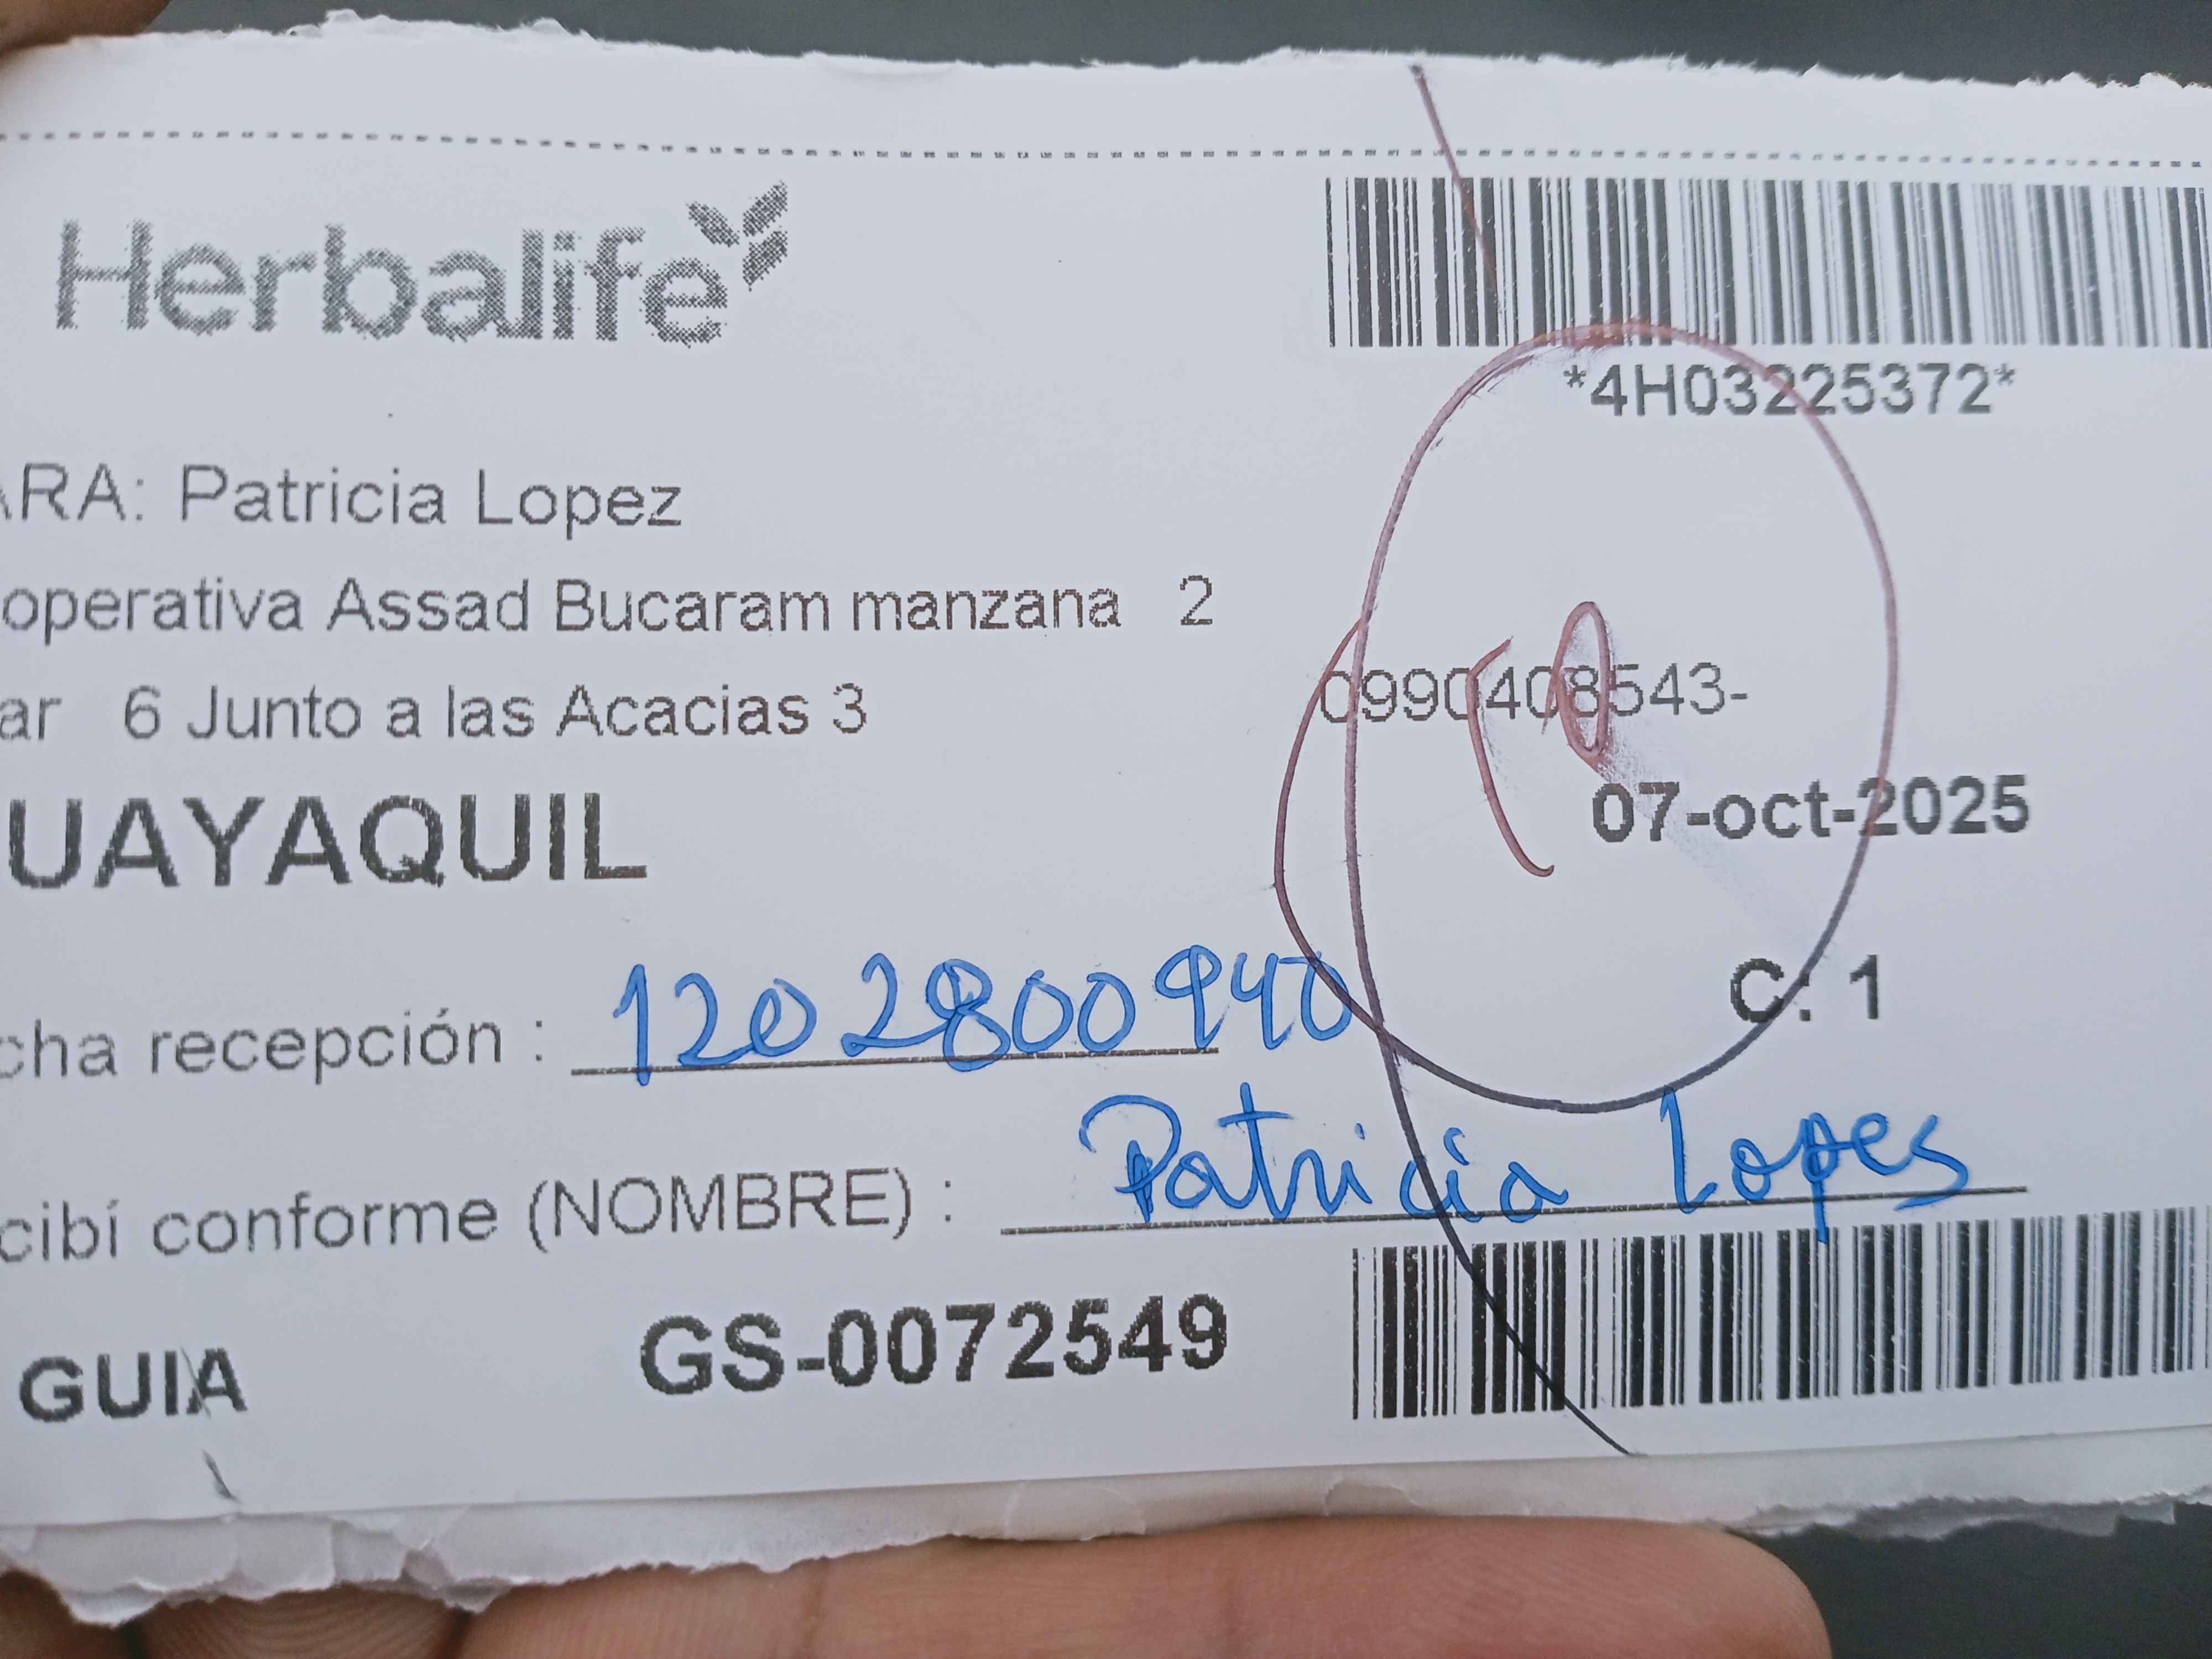 Herbalife
*4H03225372*
ARA: Patricia Lopez
operativa Assad Bucaram manzana 2
ar 6 Junto a las Acacias 3
0990408543-
UAYAQUIL
07-oct-2025
C: 1
cha recepción : 1202800940
cibí conforme (NOMBRE) : Patricia Lopes
GUIA GS-0072549